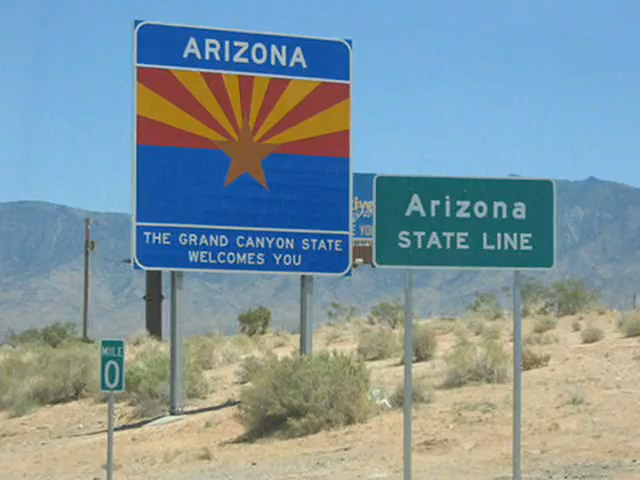 ARIZONA
THE GRAND CANYON STATE
WELCOMES YOU
Arizona
STATE LINE
MILE
0